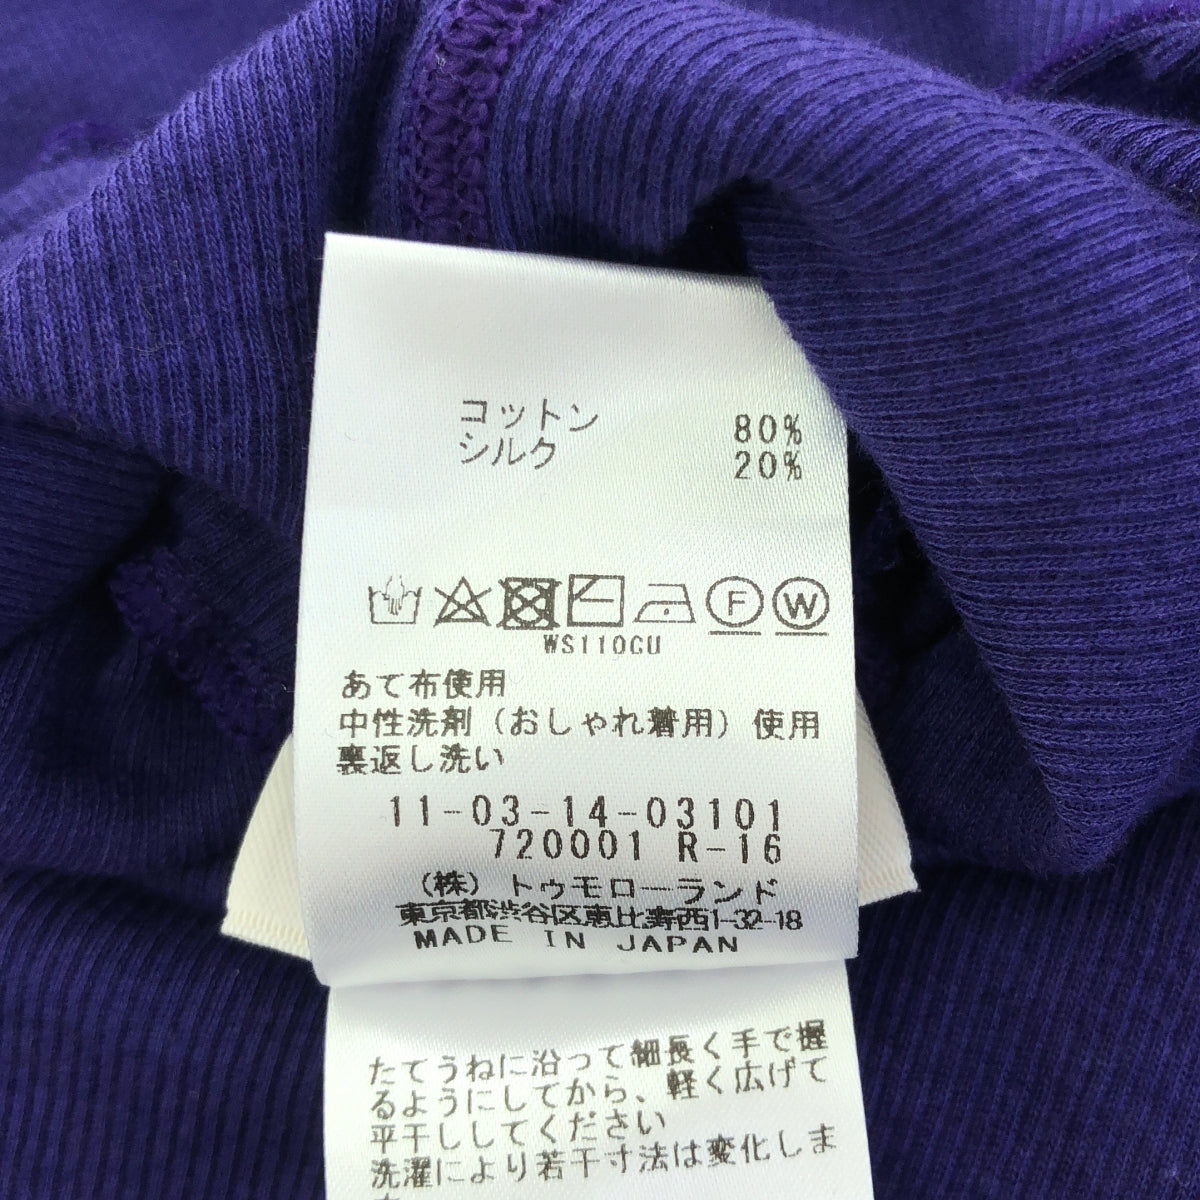 コットン 80%
シルク 20%
F W
WS110GU
あて布使用
中性洗剤（おしゃれ着用）使用
裏返し洗い
11-03-14-03101
720001 R-16
（株）トゥモローランド
東京都渋谷区恵比寿西1-32-18
MADE IN JAPAN
たてうねに沿って細長く手で握
るようにしてから、軽く広げて
平干ししてください
洗濯により若干寸法は変化しま